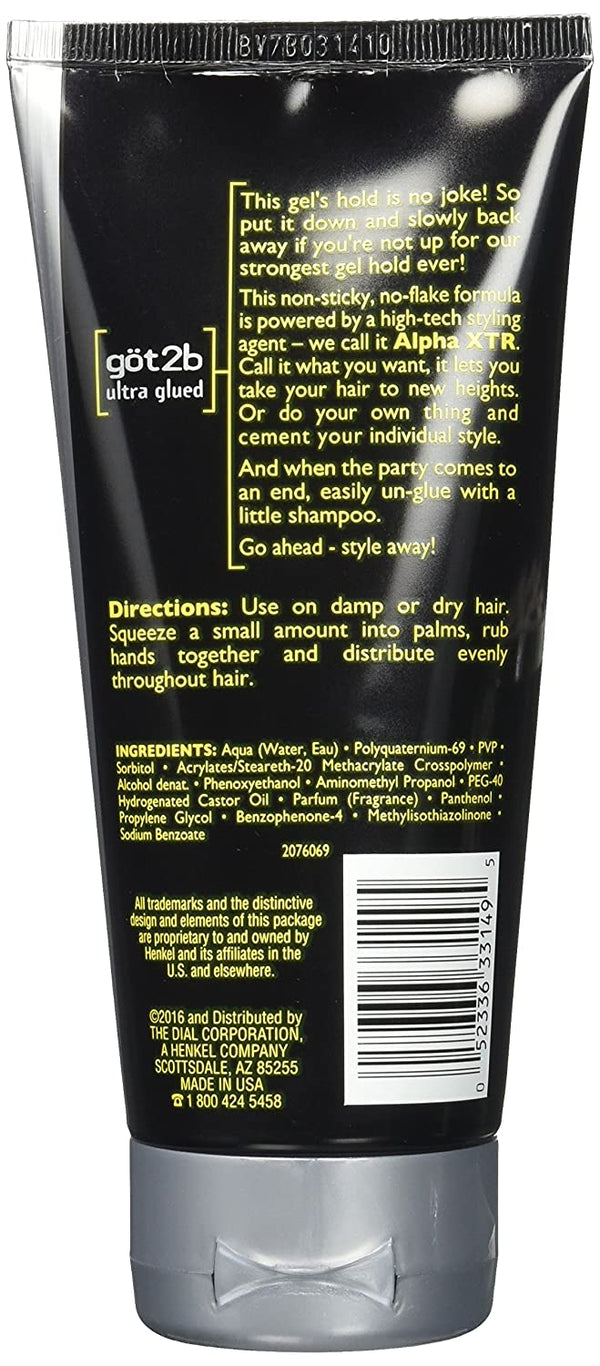 BV7B031410
This gel's hold is no joke! So
put it down and slowly back
away if you're not up for our
strongest gel hold ever!
This non-sticky, no-flake formula
is powered by a high-tech styling
agent – we call it Alpha XTR.
Call it what you want, it lets you
take your hair to new heights.
Or do your own thing and
cement your individual style.
And when the party comes to
an end, easily un-glue with a
little shampoo.
Go ahead - style away!
göt2b
ultra glued
Directions: Use on damp or dry hair.
Squeeze a small amount into palms, rub
hands together and distribute evenly
throughout hair.
INGREDIENTS: Aqua (Water, Eau) • Polyquaternium-69 • PVP •
Sorbitol • Acrylates/Steareth-20 Methacrylate Crosspolymer •
Alcohol denat. • Phenoxyethanol • Aminomethyl Propanol • PEG-40
Hydrogenated Castor Oil • Parfum (Fragrance) • Panthenol •
Propylene Glycol • Benzophenone-4 • Methylisothiazolinone •
Sodium Benzoate
2076069
All trademarks and the distinctive
design and elements of this package
are proprietary to and owned by
Henkel and its affiliates in the
U.S. and elsewhere.
©2016 and Distributed by
THE DIAL CORPORATION,
A HENKEL COMPANY
SCOTTSDALE, AZ 85255
MADE IN USA
☎ 1 800 424 5458
0 52336 33149 5